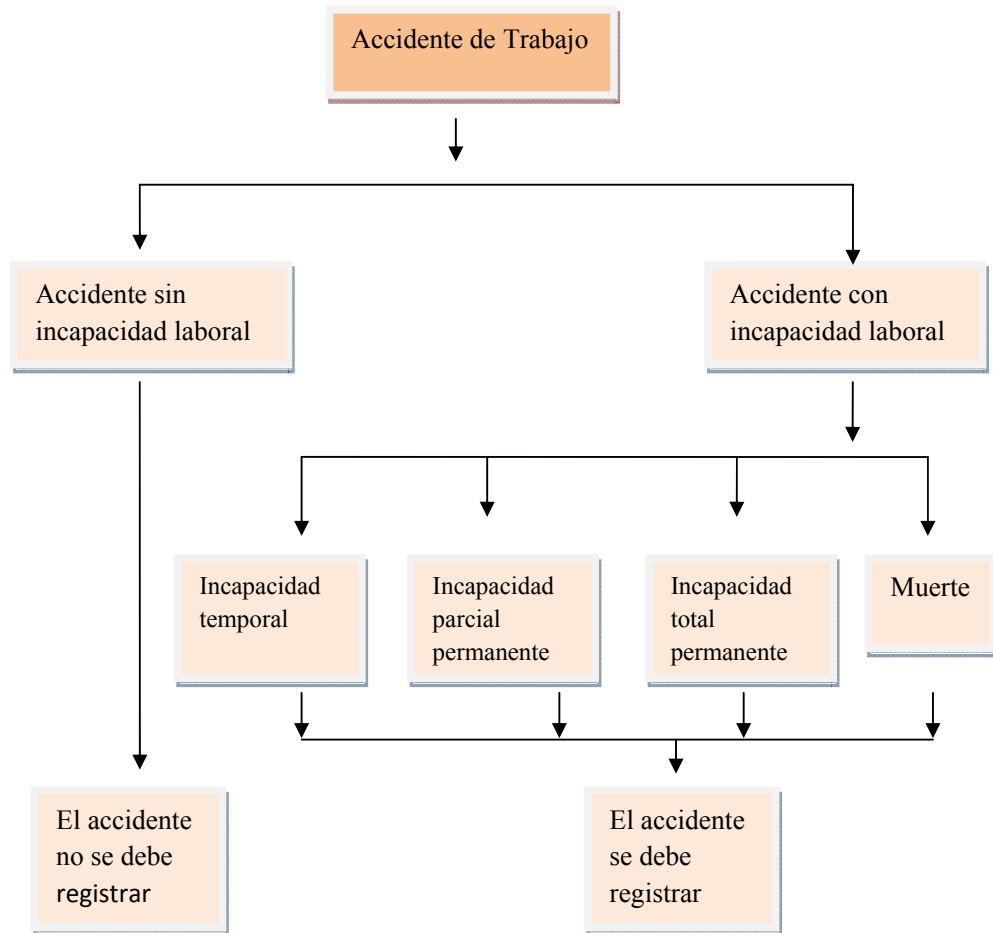 Accidente de Trabajo
Accidente sin
incapacidad laboral
Accidente con
incapacidad laboral
Incapacidad
temporal
Incapacidad
parcial
permanente
Incapacidad
total
permanente
Muerte
El accidente
no se debe
registrar
El accidente
se debe
registrar